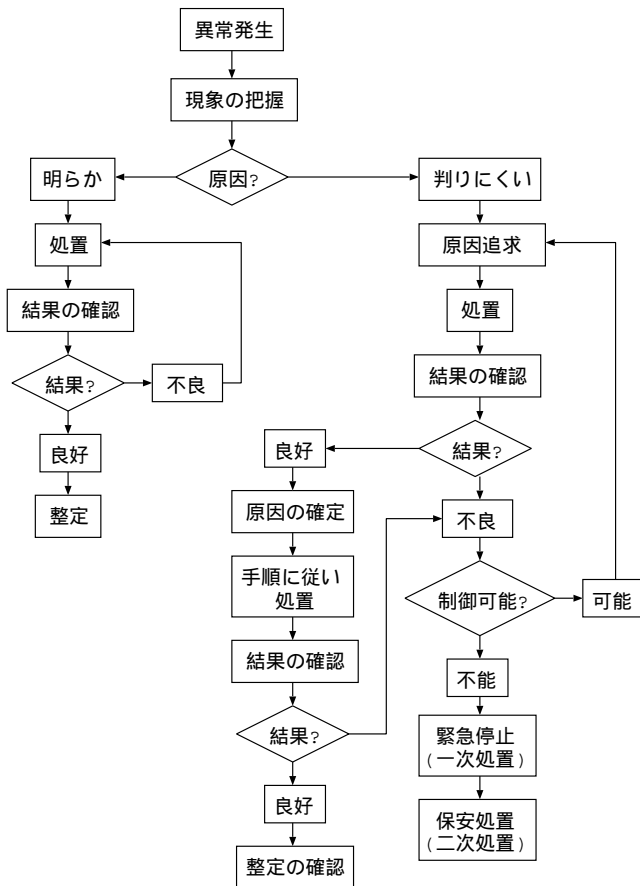 異常発生
現象の把握
原因?
明らか
判りにくい
処置
原因追求
結果の確認
処置
結果の確認
結果?
不良
良好
結果?
良好
整定
原因の確定
不良
手順に従い
処置
制御可能?
可能
結果の確認
不能
結果?
緊急停止
(一次処置)
良好
保安処置
(二次処置)
整定の確認